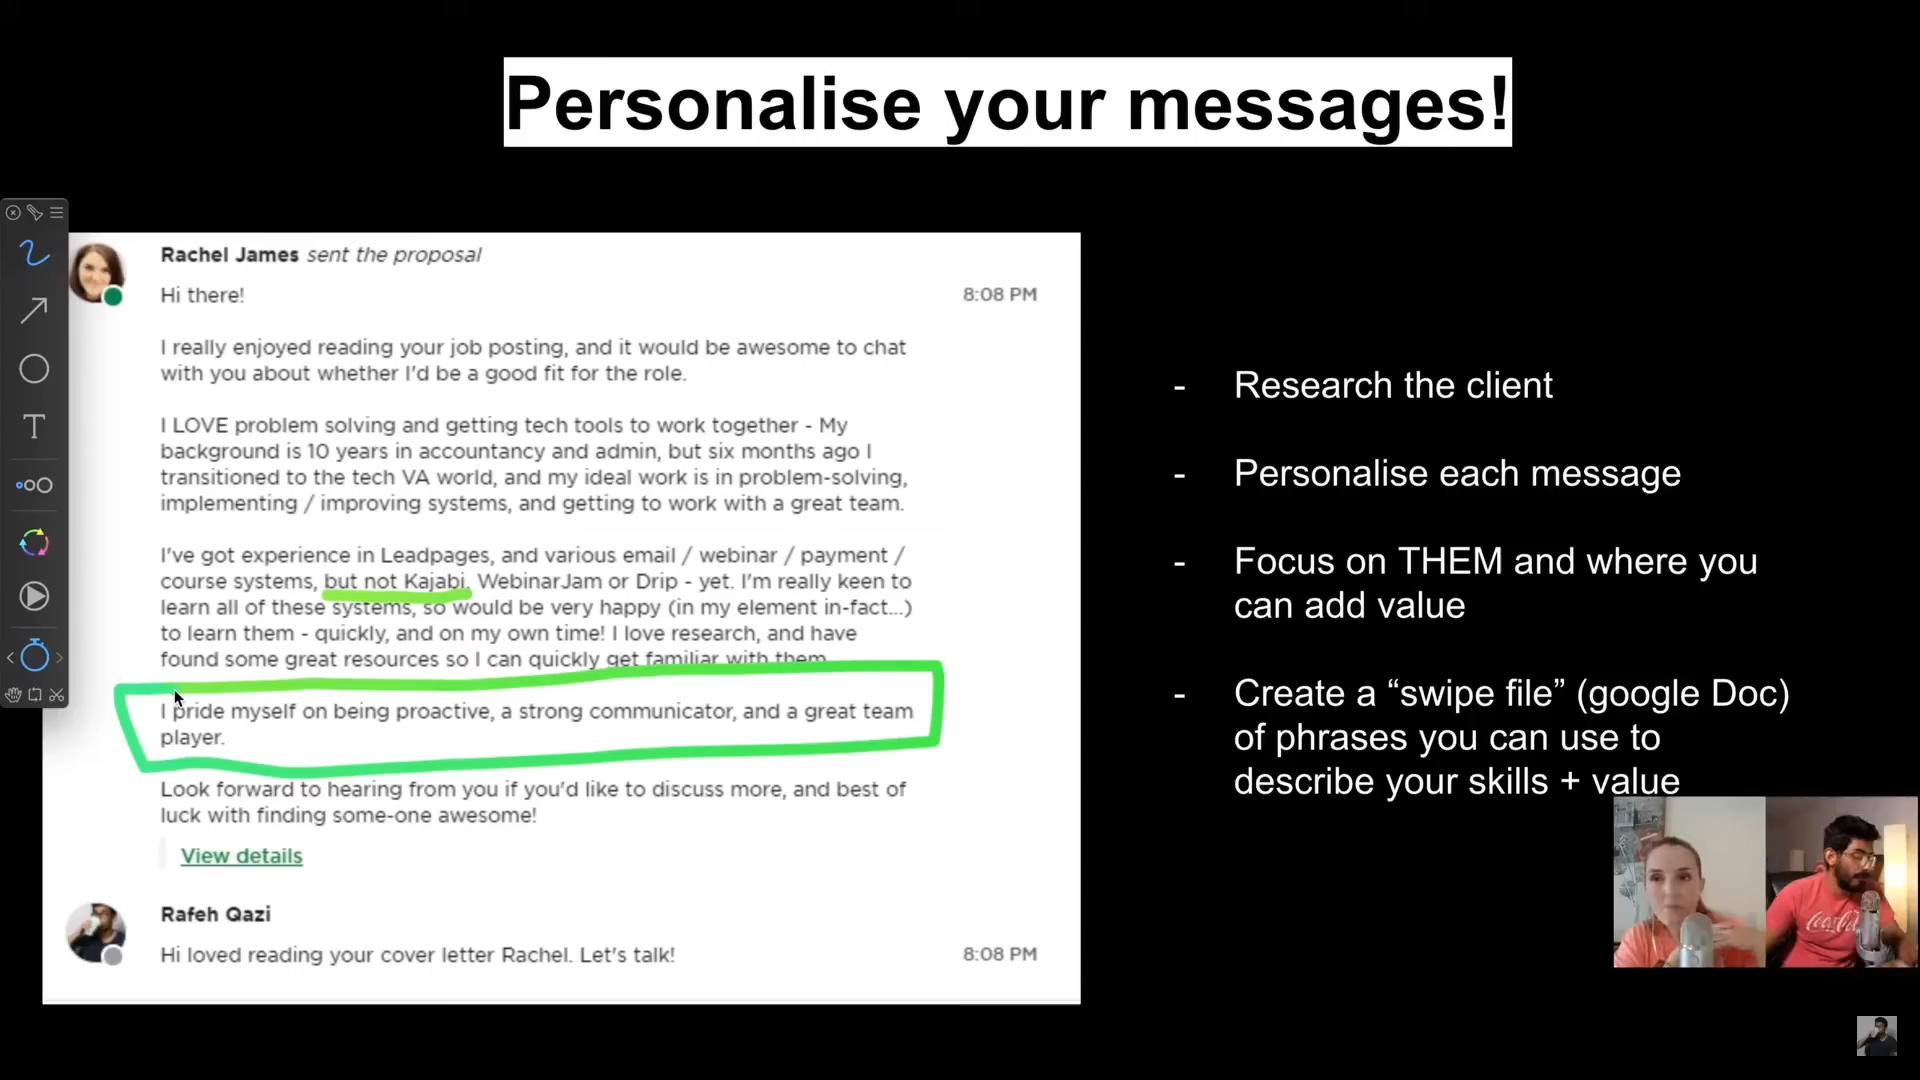 Personalise your messages!
Rachel James sent the proposal
Hi there!
8:08 PM
I really enjoyed reading your job posting, and it would be awesome to chat
with you about whether I'd be a good fit for the role.
I LOVE problem solving and getting tech tools to work together - My
background is 10 years in accountancy and admin, but six months ago I
transitioned to the tech VA world, and my ideal work is in problem-solving,
implementing / improving systems, and getting to work with a great team.
I've got experience in Leadpages, and various email / webinar / payment /
course systems, but not Kajabi, WebinarJam or Drip - yet. I'm really keen to
learn all of these systems, so would be very happy (in my element in-fact...)
to learn them - quickly, and on my own time! I love research, and have
found some great resources so I can quickly get familiar with them
I pride myself on being proactive, a strong communicator, and a great team
player.
Look forward to hearing from you if you'd like to discuss more, and best of
luck with finding some-one awesome!
View details
Rafeh Qazi
Hi loved reading your cover letter Rachel. Let's talk!
8:08 PM
- Research the client
- Personalise each message
- Focus on THEM and where you
can add value
- Create a “swipe file” (google Doc)
of phrases you can use to
describe your skills + value
T
Coca-Cola